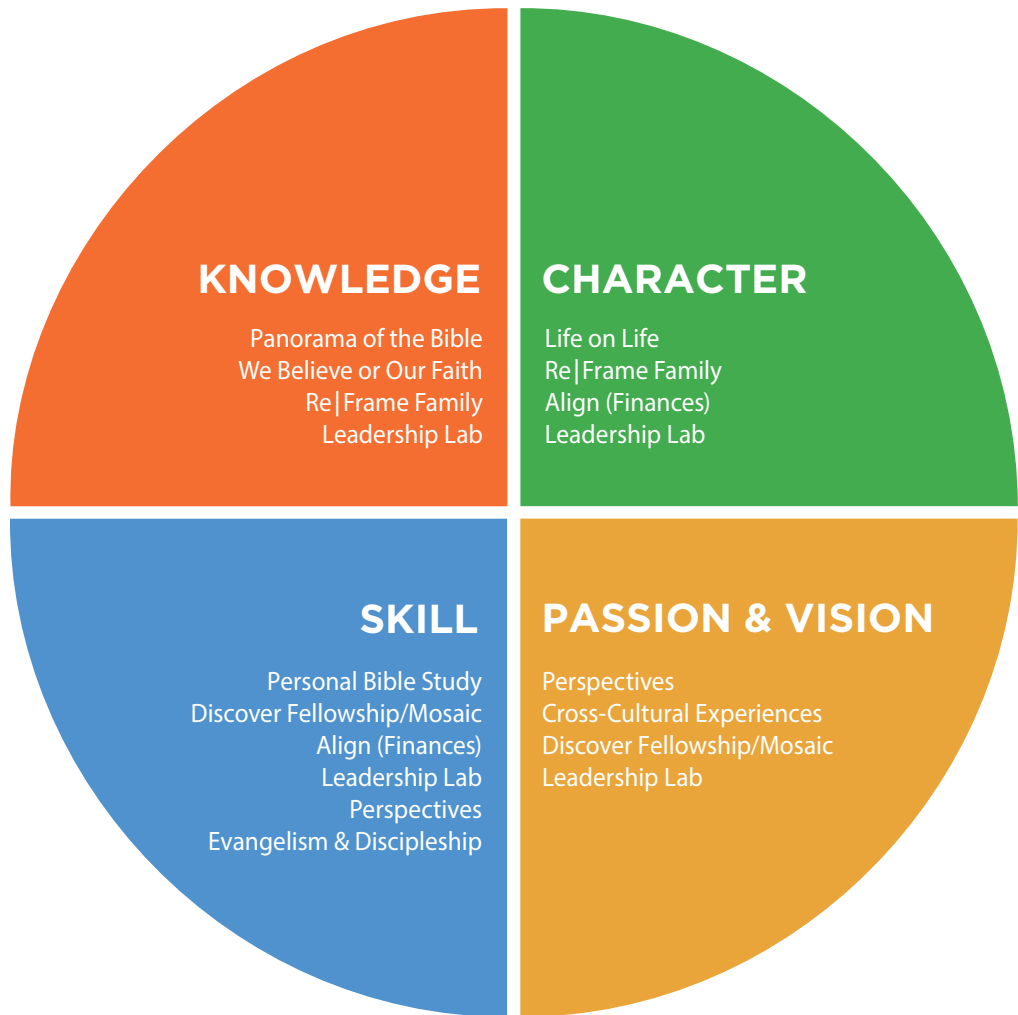 KNOWLEDGE
Panorama of the Bible
We Believe or Our Faith
Re|Frame Family
Leadership Lab
CHARACTER
Life on Life
Re|Frame Family
Align (Finances)
Leadership Lab
SKILL
Personal Bible Study
Discover Fellowship/Mosaic
Align (Finances)
Leadership Lab
Perspectives
Evangelism & Discipleship
PASSION & VISION
Perspectives
Cross-Cultural Experiences
Discover Fellowship/Mosaic
Leadership Lab